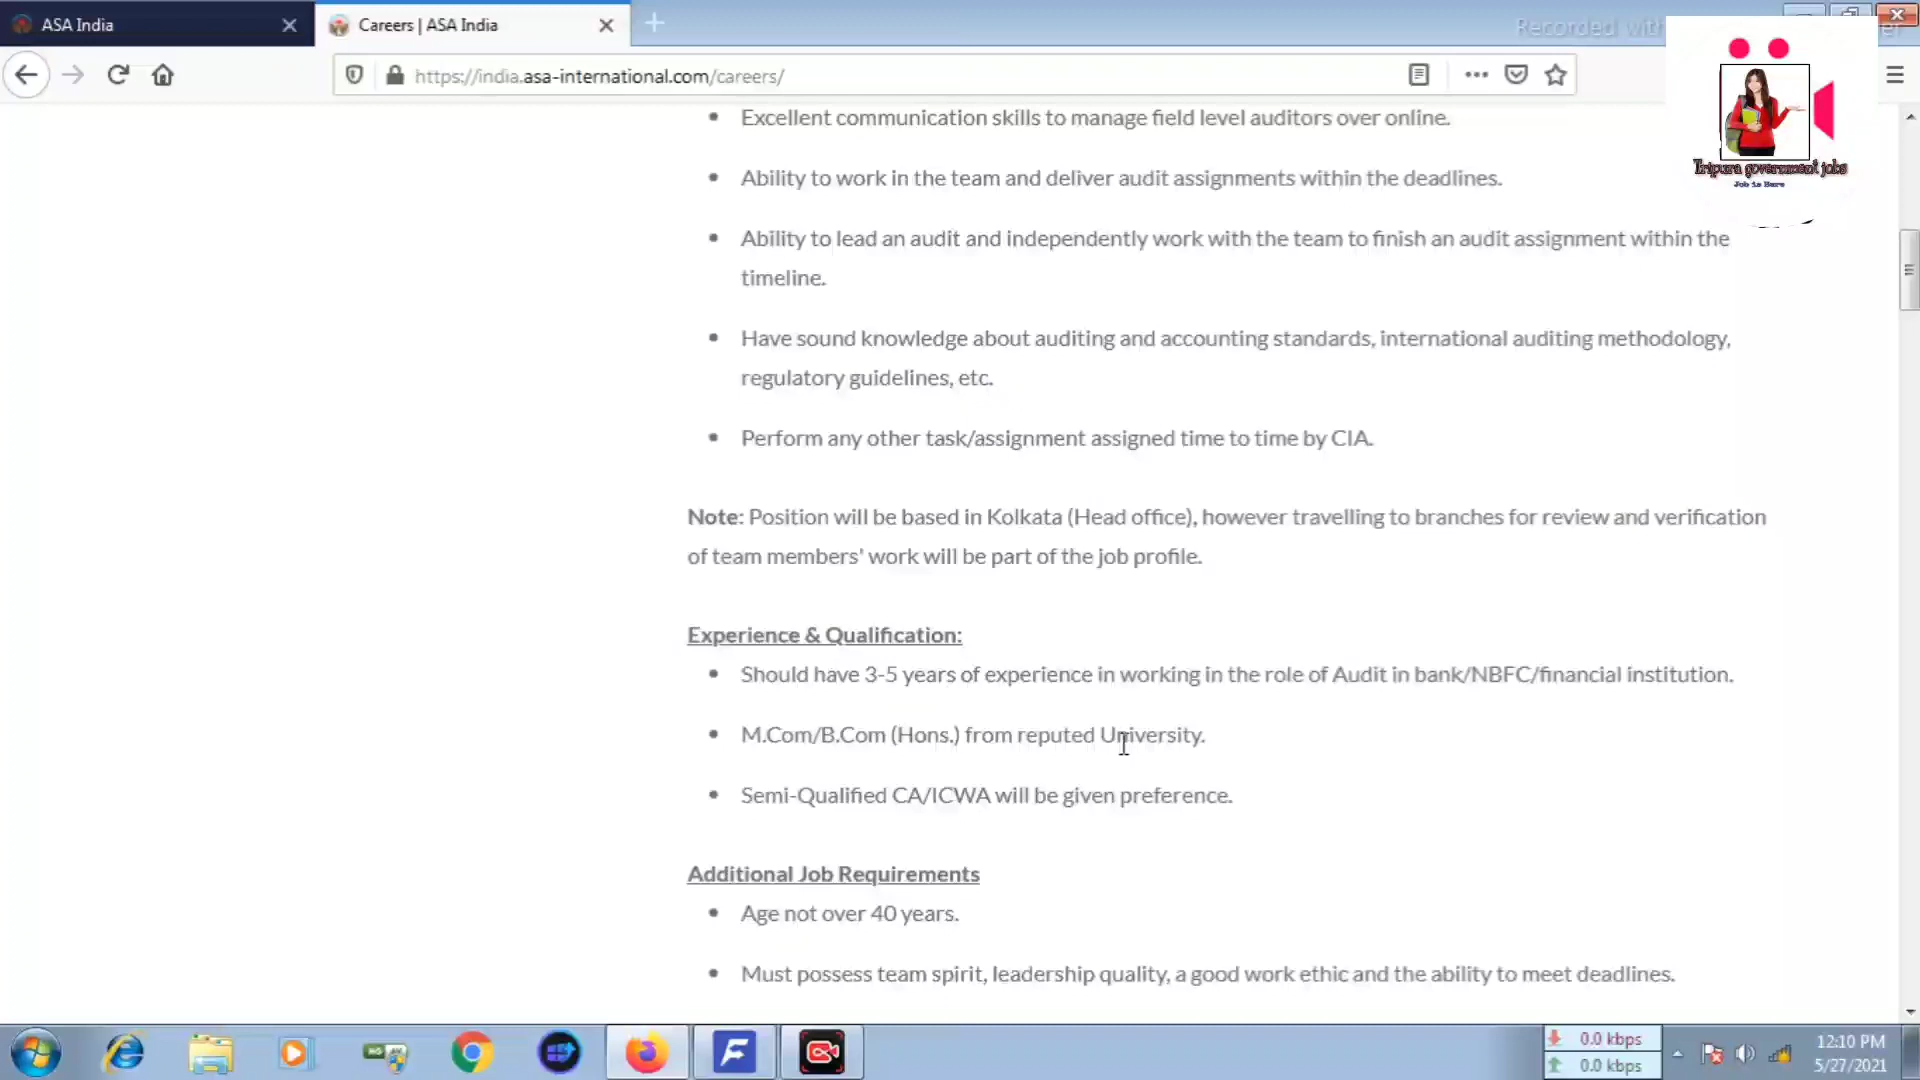 ASA India
Careers | ASA India
Recorded with
https://india.asa-international.com/careers/
Tripura government jobs
Job is Here
Excellent communication skills to manage field level auditors over online.
Ability to work in the team and deliver audit assignments within the deadlines.
Ability to lead an audit and independently work with the team to finish an audit assignment within the
timeline.
Have sound knowledge about auditing and accounting standards, international auditing methodology,
regulatory guidelines, etc.
Perform any other task/assignment assigned time to time by CIA.
Note: Position will be based in Kolkata (Head office), however travelling to branches for review and verification
of team members' work will be part of the job profile.
Experience & Qualification:
Should have 3-5 years of experience in working in the role of Audit in bank/NBFC/financial institution.
M.Com/B.Com (Hons.) from reputed University.
Semi-Qualified CA/ICWA will be given preference.
Additional Job Requirements
Age not over 40 years.
Must possess team spirit, leadership quality, a good work ethic and the ability to meet deadlines.
0.0 kbps
0.0 kbps
12:10 PM
5/27/2021